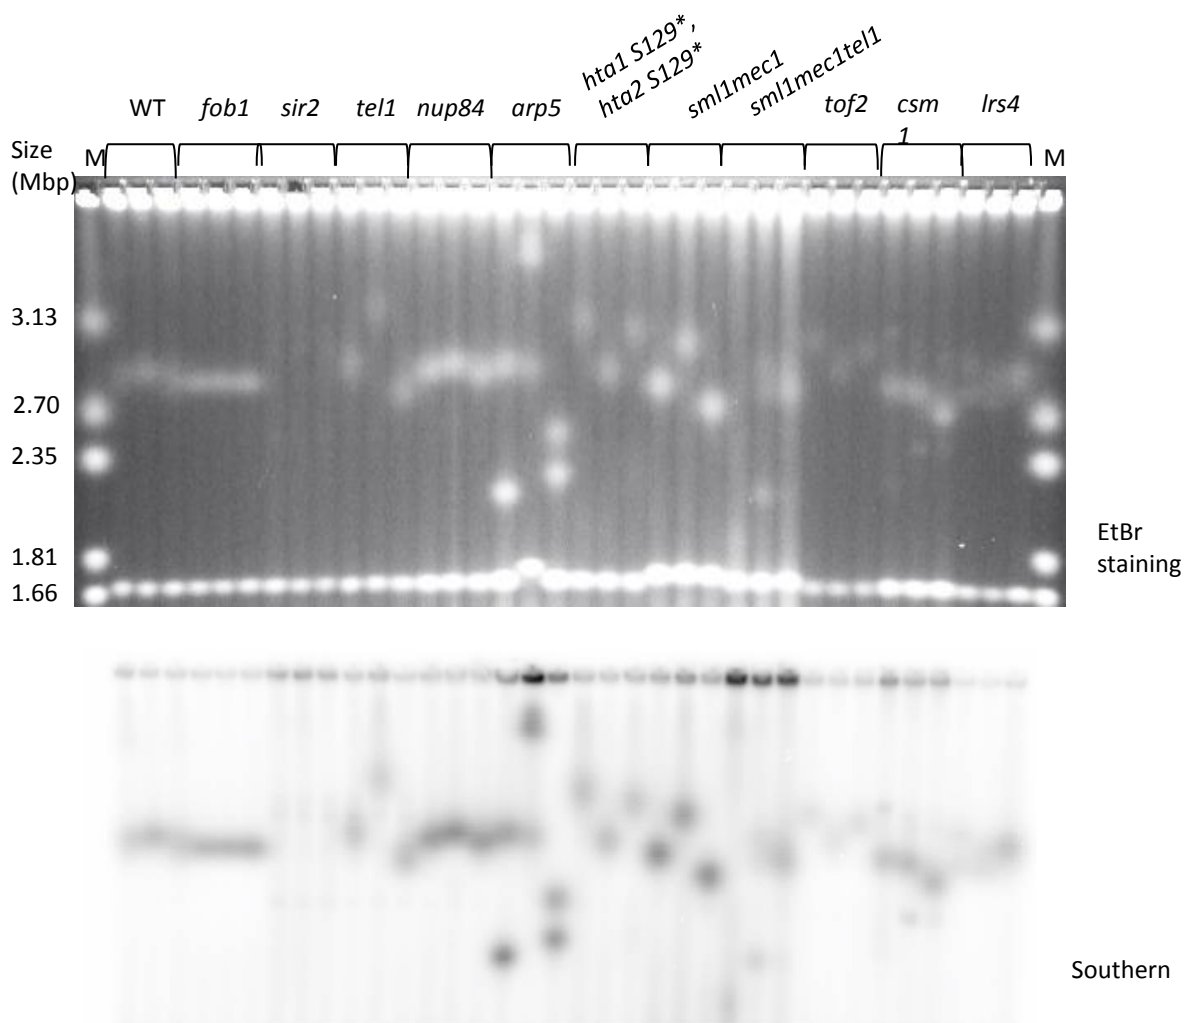 hta1 S129*,
hta2 S129*
sml1mec1
sml1mec1tel1
WT fob1 sir2 tel1 nup84 arp5 tof2 csm
1 lrs4
Size
(Mbp)
M M
3.13
2.70
2.35
1.81
1.66
EtBr
staining
Southern